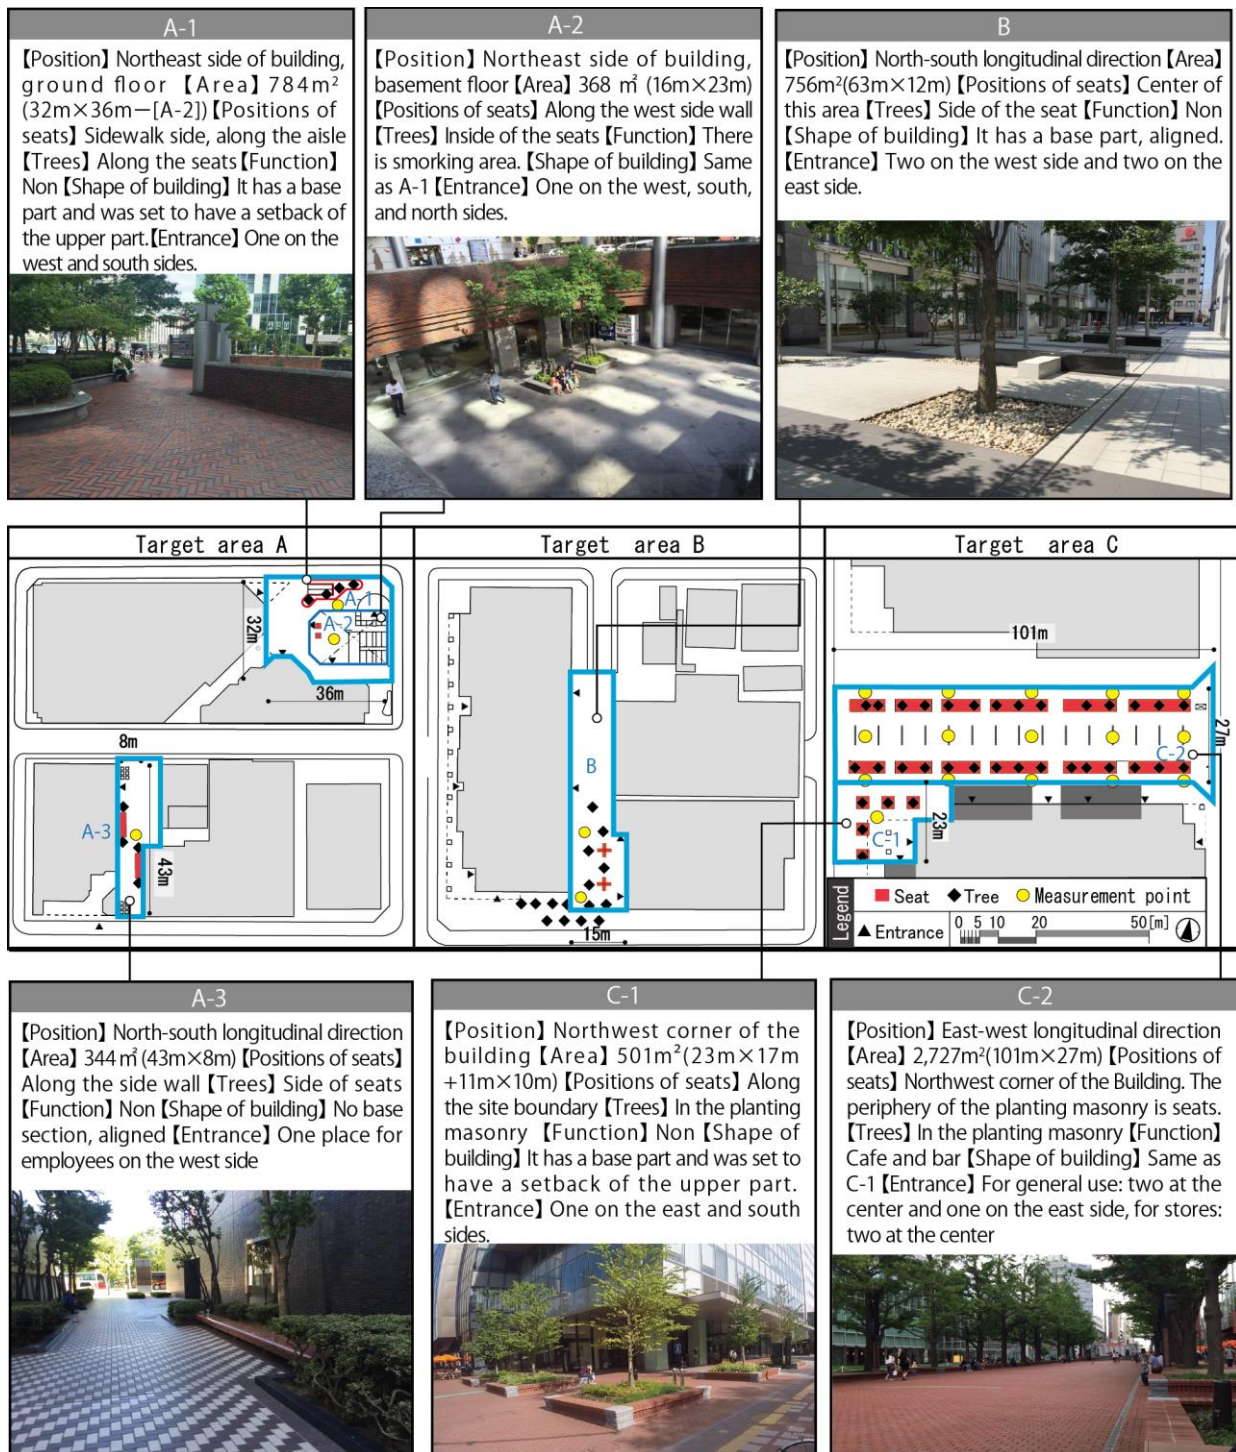 A-1
【Position】 Northeast side of building,
ground floor 【Area】 784m²
(32m×36m—[A-2])【Positions of
seats】 Sidewalk side, along the aisle
【Trees】 Along the seats【Function】
Non【Shape of building】It has a base
part and was set to have a setback of
the upper part.【Entrance】One on the
west and south sides.
A-2
【Position】 Northeast side of building,
basement floor【Area】368 ㎡ (16m×23m)
【Positions of seats】Along the west side wall
【Trees】Inside of the seats【Function】There
is smorking area.【Shape of building】Same
as A-1【Entrance】One on the west, south,
and north sides.
B
【Position】North-south longitudinal direction【Area】
756m²(63m×12m)【Positions of seats】Center of
this area【Trees】Side of the seat【Function】Non
【Shape of building】It has a base part, aligned.
【Entrance】Two on the west side and two on the
east side.
Target area A
Target area B
Target area C
A-1
A-2
32m
36m
8m
A-3
43m
B
15m
101m
27m
C-2
C-1
23m
Legend
Seat Tree Measurement point
Entrance 0 5 10 20 50[m]
A-3
【Position】North-south longitudinal direction
【Area】344㎡(43m×8m)【Positions of seats】
Along the side wall【Trees】Side of seats
【Function】Non【Shape of building】No base
section, aligned【Entrance】One place for
employees on the west side
C-1
【Position】Northwest corner of the
building【Area】501m²(23m×17m
+11m×10m)【Positions of seats】Along
the site boundary【Trees】In the planting
masonry 【Function】Non【Shape of
building】It has a base part and was set to
have a setback of the upper part.
【Entrance】One on the east and south
sides.
C-2
【Position】East-west longitudinal direction
【Area】2,727m²(101m×27m)【Positions of
seats】Northwest corner of the Building. The
periphery of the planting masonry is seats.
【Trees】In the planting masonry【Function】
Cafe and bar【Shape of building】Same as
C-1【Entrance】For general use: two at the
center and one on the east side, for stores:
two at the center